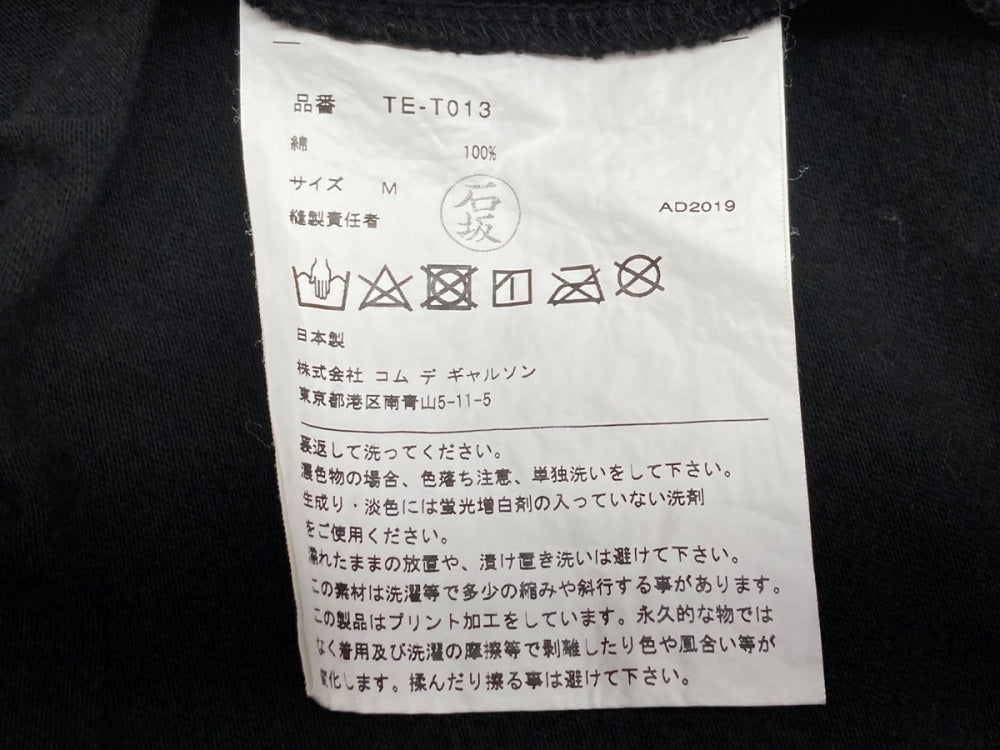 品番 TE-T013
綿 100%
サイズ M
石坂
AD2019
縫製責任者
日本製
株式会社 コム デ ギャルソン
東京都港区南青山5-11-5
裏返して洗ってください。
濃色物の場合、色落ち注意、単独洗いをして下さい。
生成り・淡色には蛍光増白剤の入っていない洗剤
をご使用ください。
濡れたままの放置や、漬け置き洗いは避けて下さい。
この素材は洗濯等で多少の縮みや斜行する事があります。
この製品はプリント加工をしています。永久的な物では
なく着用及び洗濯の摩擦等で剥離したり色や風合い等が
変化します。揉んだり擦る事は避けて下さい。